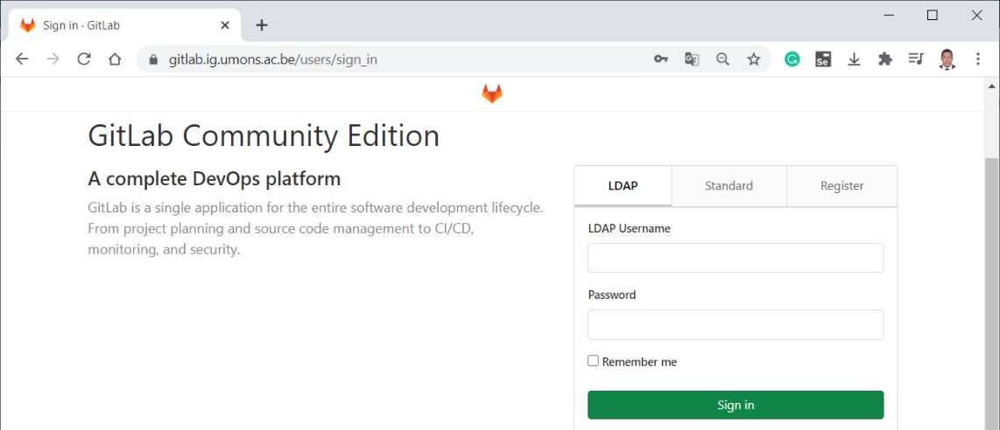 Sign in · GitLab
gitlab.ig.umons.ac.be/users/sign_in
Se
GitLab Community Edition
A complete DevOps platform
GitLab is a single application for the entire software development lifecycle.
From project planning and source code management to CI/CD,
monitoring, and security.
LDAP
Standard
Register
LDAP Username
Password
Remember me
Sign in